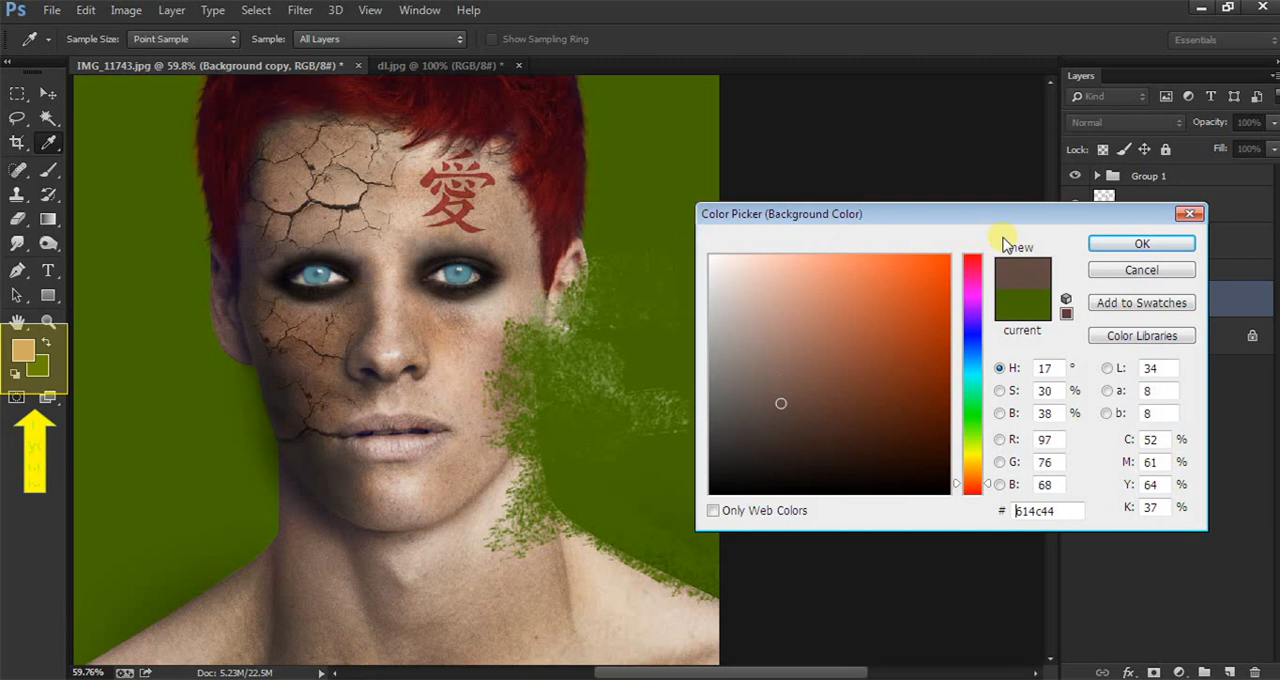 Ps File Edit Image Layer Type Select Filter 3D View Window Help
Sample Size: Point Sample Sample: All Layers Show Sampling Ring Essentials
IMG_11743.jpg @ 59.8% (Background copy, RGB/8#) * × dl.jpg @ 100% (RGB/8#) * ×
Layers
Kind
Normal Opacity: 100%
Lock: Fill: 100%
Group 1
愛
Color Picker (Background Color)
new
current
OK
Cancel
Add to Swatches
Color Libraries
H: 17 ° L: 34
S: 30 % a: 8
B: 38 % b: 8
R: 97 C: 52 %
G: 76 M: 61 %
B: 68 Y: 64 %
# 614c44 K: 37 %
Only Web Colors
59.76% Doc: 5.23M/22.5M
fx